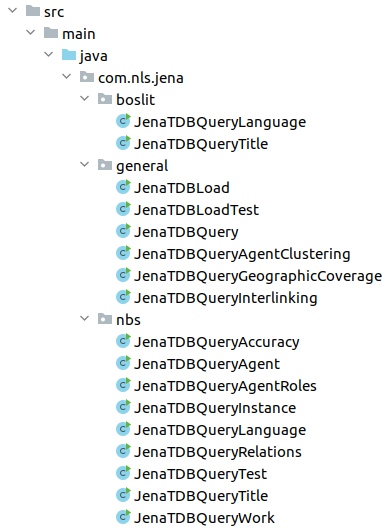 src
main
java
com.nls.jena
boslit
JenaTDBQueryLanguage
JenaTDBQueryTitle
general
JenaTDBLoad
JenaTDBLoadTest
JenaTDBQuery
JenaTDBQueryAgentClustering
JenaTDBQueryGeographicCoverage
JenaTDBQueryInterlinking
nbs
JenaTDBQueryAccuracy
JenaTDBQueryAgent
JenaTDBQueryAgentRoles
JenaTDBQueryInstance
JenaTDBQueryLanguage
JenaTDBQueryRelations
JenaTDBQueryTest
JenaTDBQueryTitle
JenaTDBQueryWork